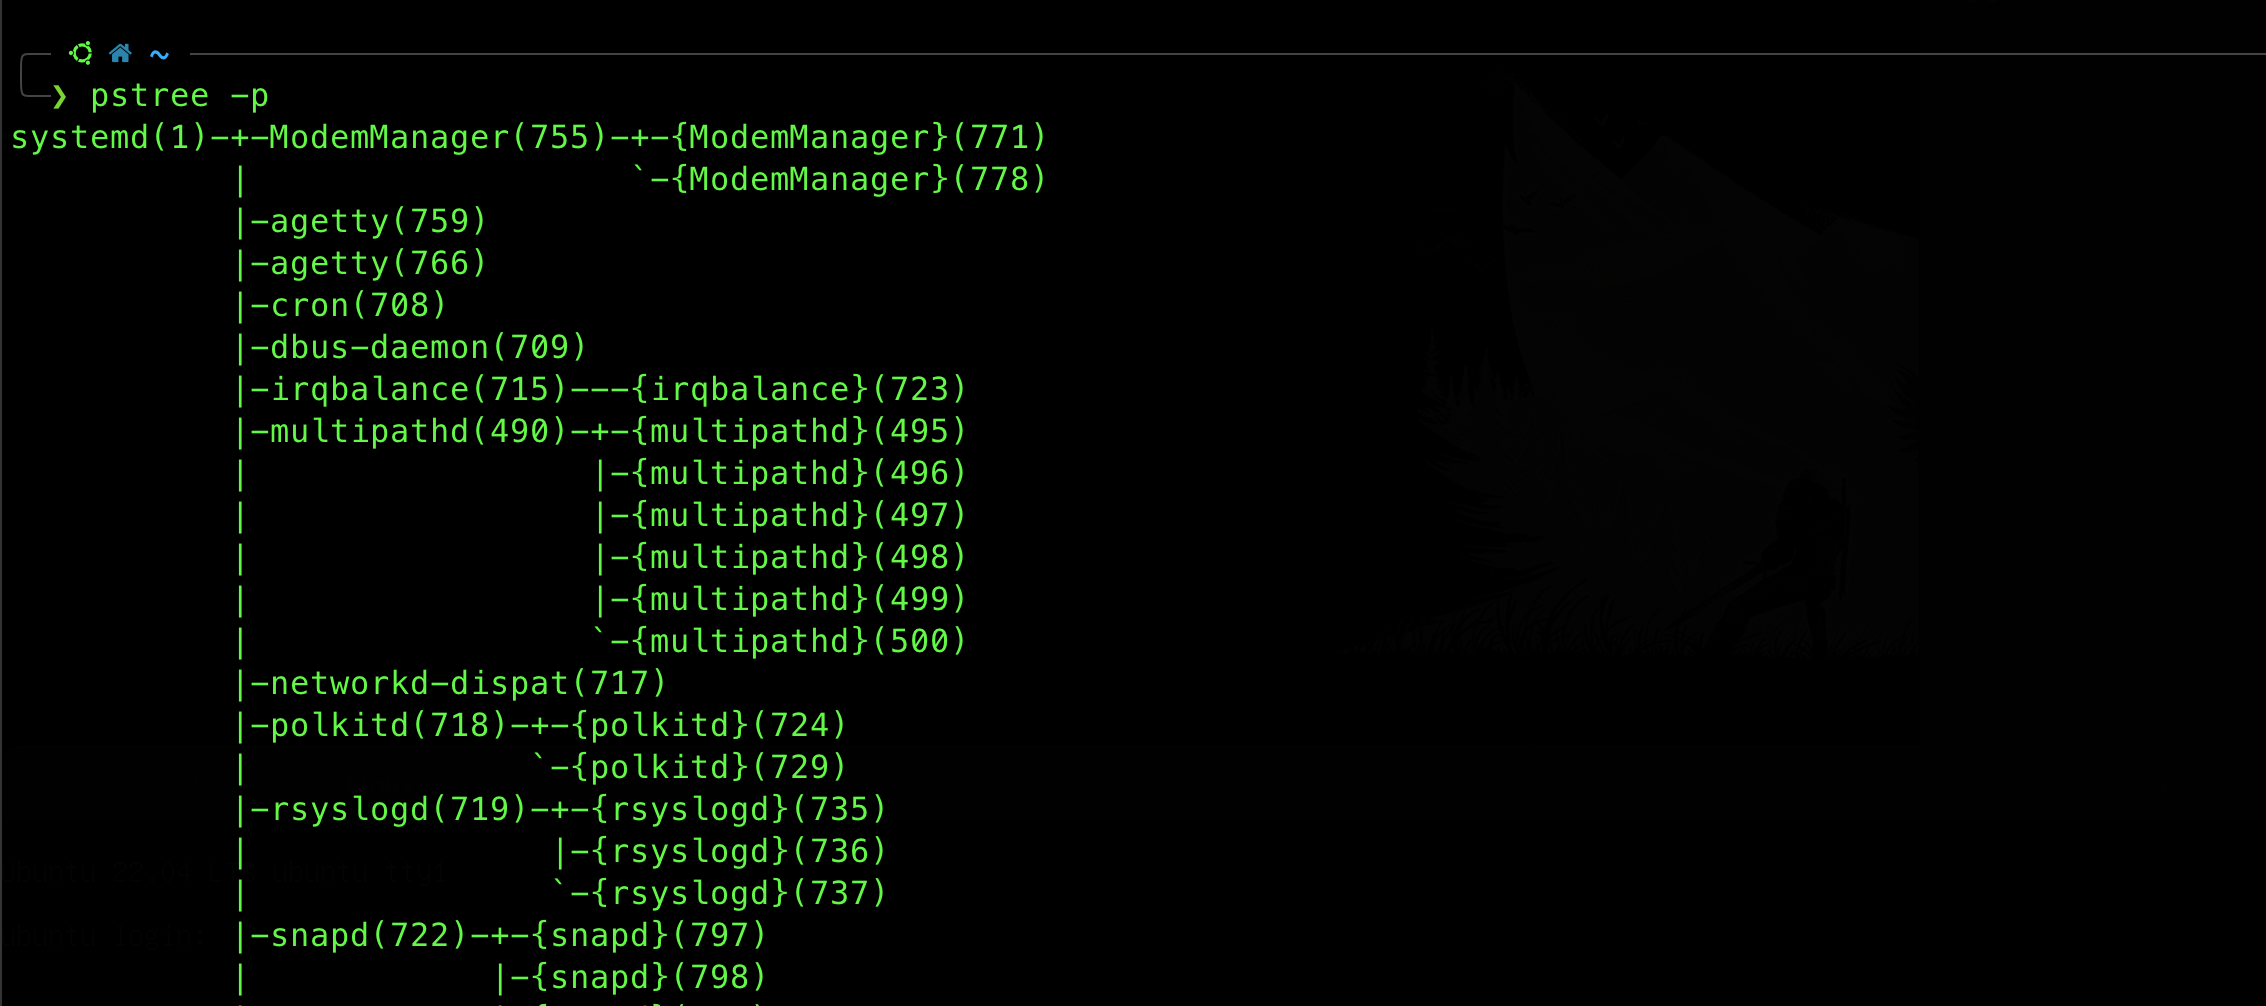 ❯ pstree -p
systemd(1)-+-ModemManager(755)-+-{ModemManager}(771)
           |                   `-{ModemManager}(778)
           |-agetty(759)
           |-agetty(766)
           |-cron(708)
           |-dbus-daemon(709)
           |-irqbalance(715)---{irqbalance}(723)
           |-multipathd(490)-+-{multipathd}(495)
           |                 |-{multipathd}(496)
           |                 |-{multipathd}(497)
           |                 |-{multipathd}(498)
           |                 |-{multipathd}(499)
           |                 `-{multipathd}(500)
           |-networkd-dispat(717)
           |-polkitd(718)-+-{polkitd}(724)
           |              `-{polkitd}(729)
           |-rsyslogd(719)-+-{rsyslogd}(735)
           |               |-{rsyslogd}(736)
           |               `-{rsyslogd}(737)
           |-snapd(722)-+-{snapd}(797)
           |            |-{snapd}(798)